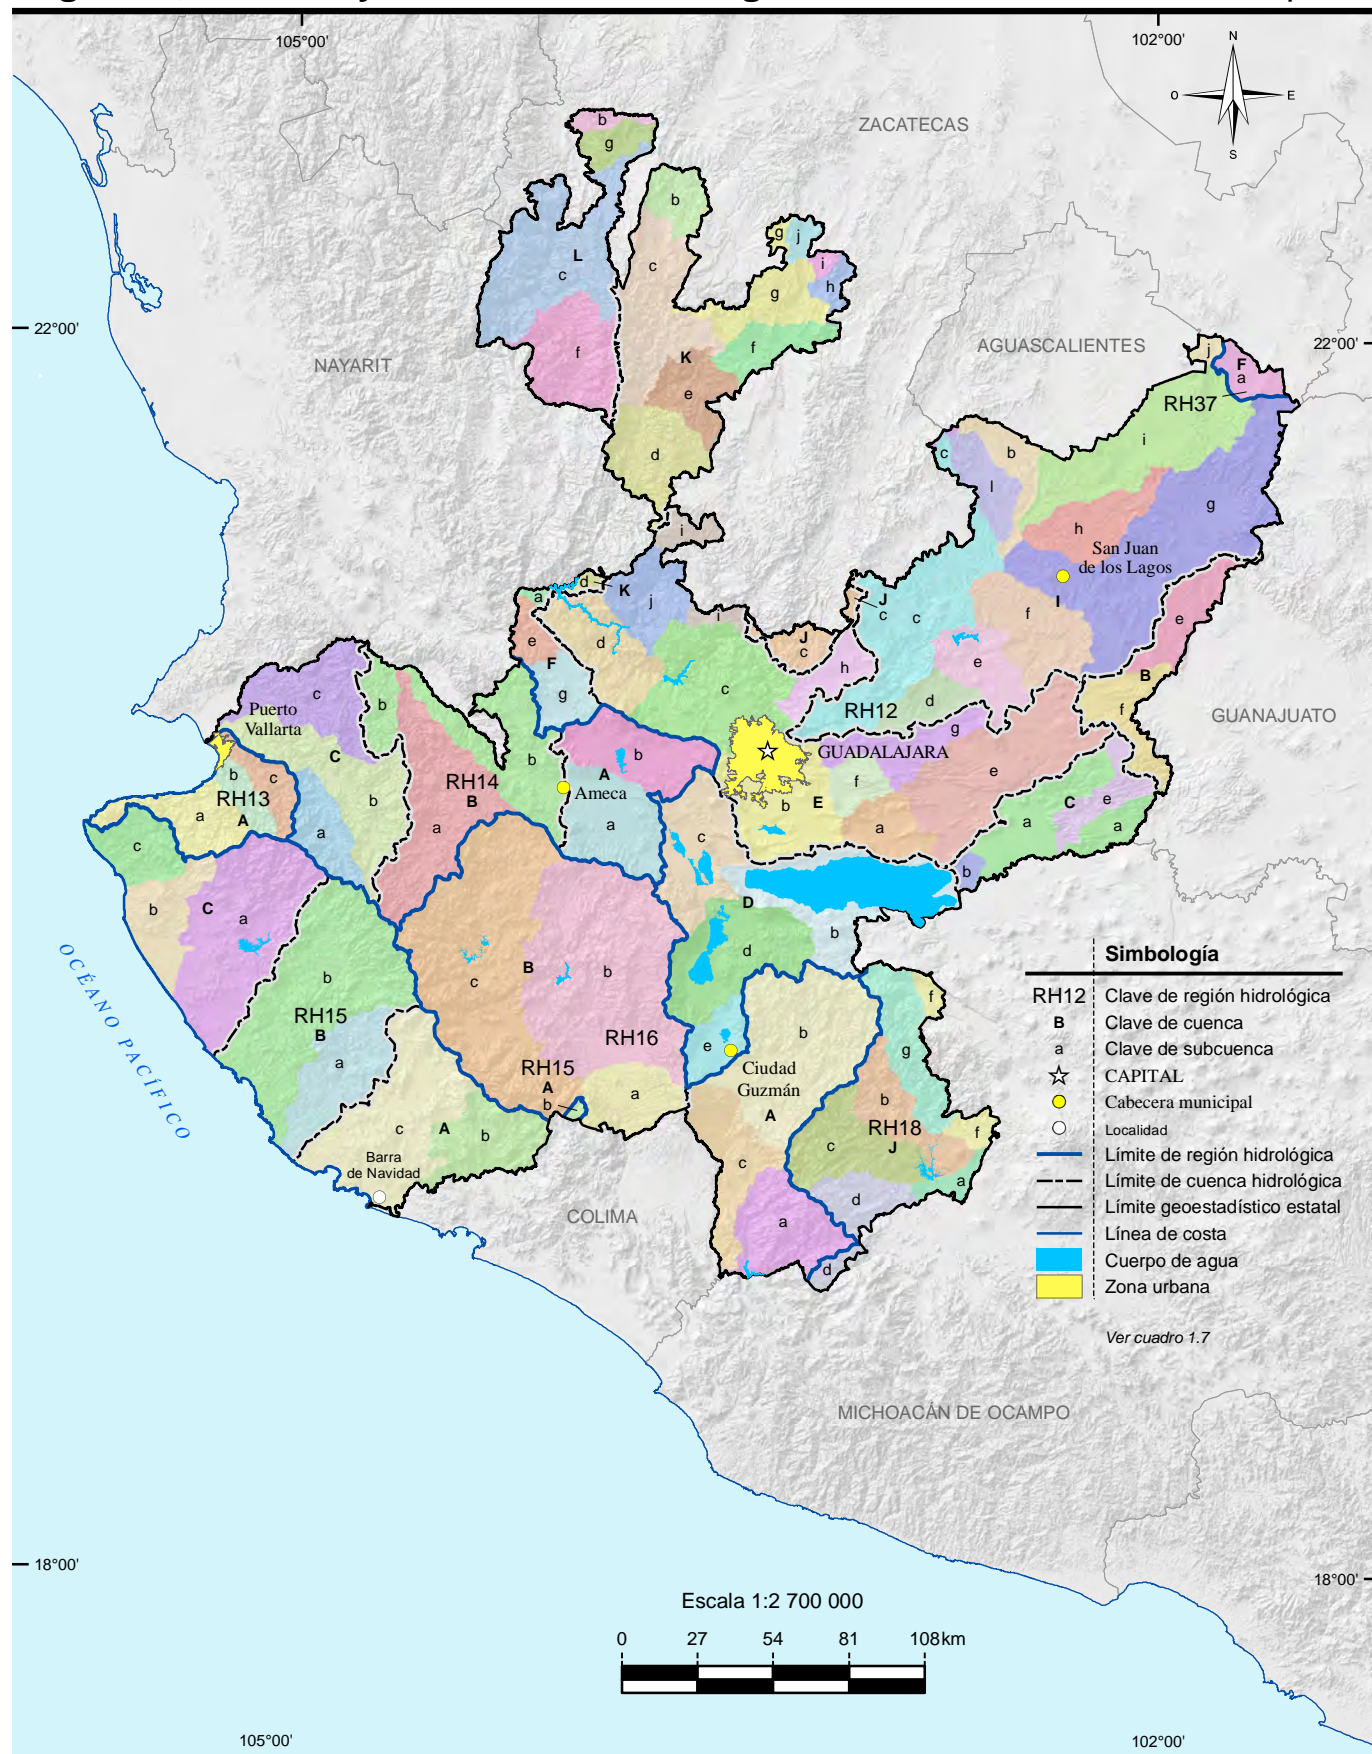 105°00'
102°00'
N
O
E
S
ZACATECAS
b
g
b
g
j
L
c
c
i
h
g
22°00'
22°00'
f
K
f
AGUASCALIENTES
j
F
a
NAYARIT
e
RH37
d
c
b
i
l
g
h
i
San Juan
de los Lagos
a
d
K
j
J
c
c
f
I
e
i
e
d
J
c
h
e
F
g
c
B
c
b
d
f
Puerto
Vallarta
RH12
g
GUANAJUATO
GUADALAJARA
C
b
A
b
e
b
c
RH14
B
Ameca
f
RH13
a
A
b
b
E
C
e
a
a
a
a
a
a
c
c
b
b
C
a
D
b
d
OCÉANO PACÍFICO
b
c
B
b
f
Simbología
RH12 Clave de región hidrológica
B Clave de cuenca
a Clave de subcuenca
CAPITAL
Cabecera municipal
Localidad
Límite de región hidrológica
Límite de cuenca hidrológica
Límite geoestadístico estatal
Línea de costa
Cuerpo de agua
Zona urbana
Ver cuadro 1.7
RH15
B
a
RH16
e
b
g
RH15
A
b
a
Ciudad
Guzmán
A
b
RH18
J
c
f
c
A
b
c
a
Barra
de Navidad
d
COLIMA
a
d
MICHOACÁN DE OCAMPO
18°00'
18°00'
Escala 1:2 700 000
0 27 54 81 108km
105°00'
102°00'